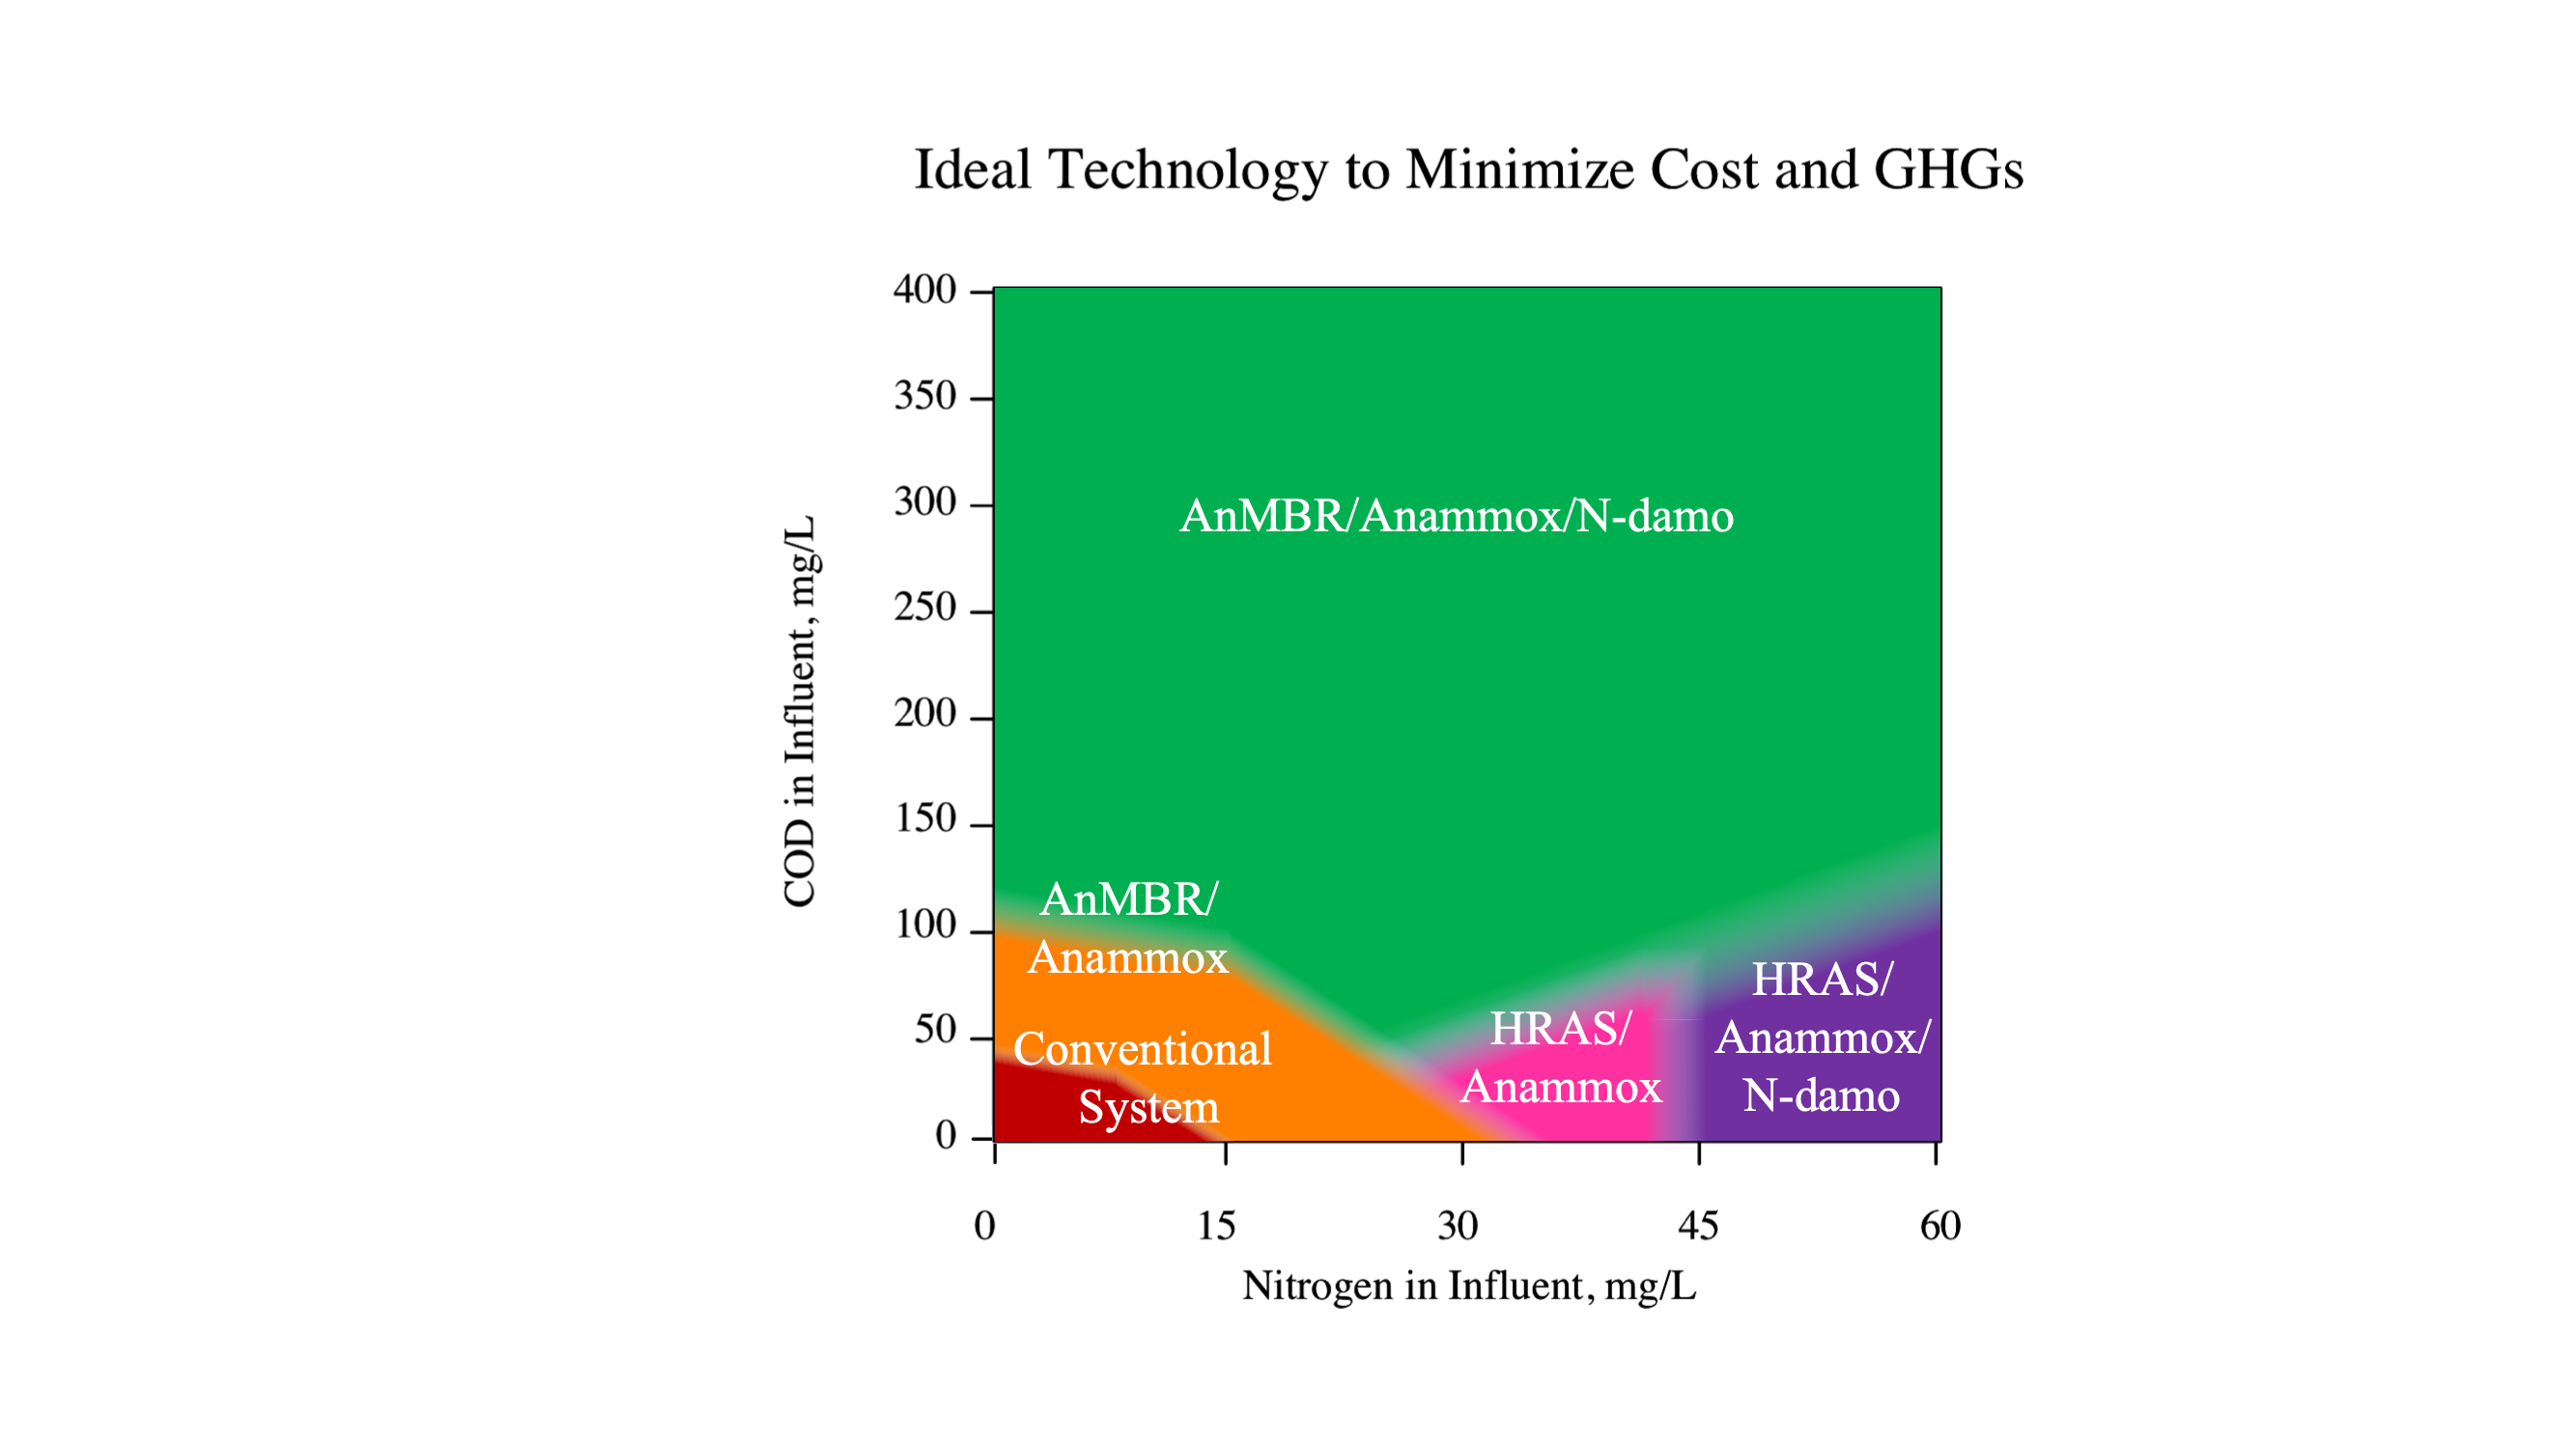 Ideal Technology to Minimize Cost and GHGs
400
350
300
250
200
150
100
50
0
COD in Influent, mg/L
AnMBR/Anammox/N-damo
AnMBR/
Anammox
Conventional
System
HRAS/
Anammox
HRAS/
Anammox/
N-damo
0
15
30
45
60
Nitrogen in Influent, mg/L